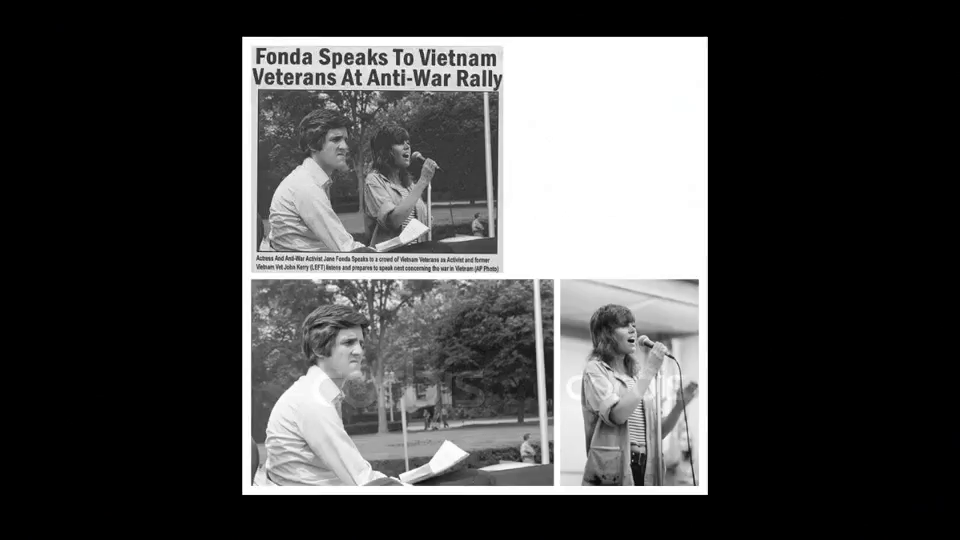 Fonda Speaks To Vietnam
Veterans At Anti-War Rally
Actress And Anti-War Activist Jane Fonda Speaks to a crowd of Vietnam Veterans as Activist and former
Vietnam Vet John Kerry (LEFT) listens and prepares to speak next concerning the war in Vietnam (AP Photo)
corbis
corbis